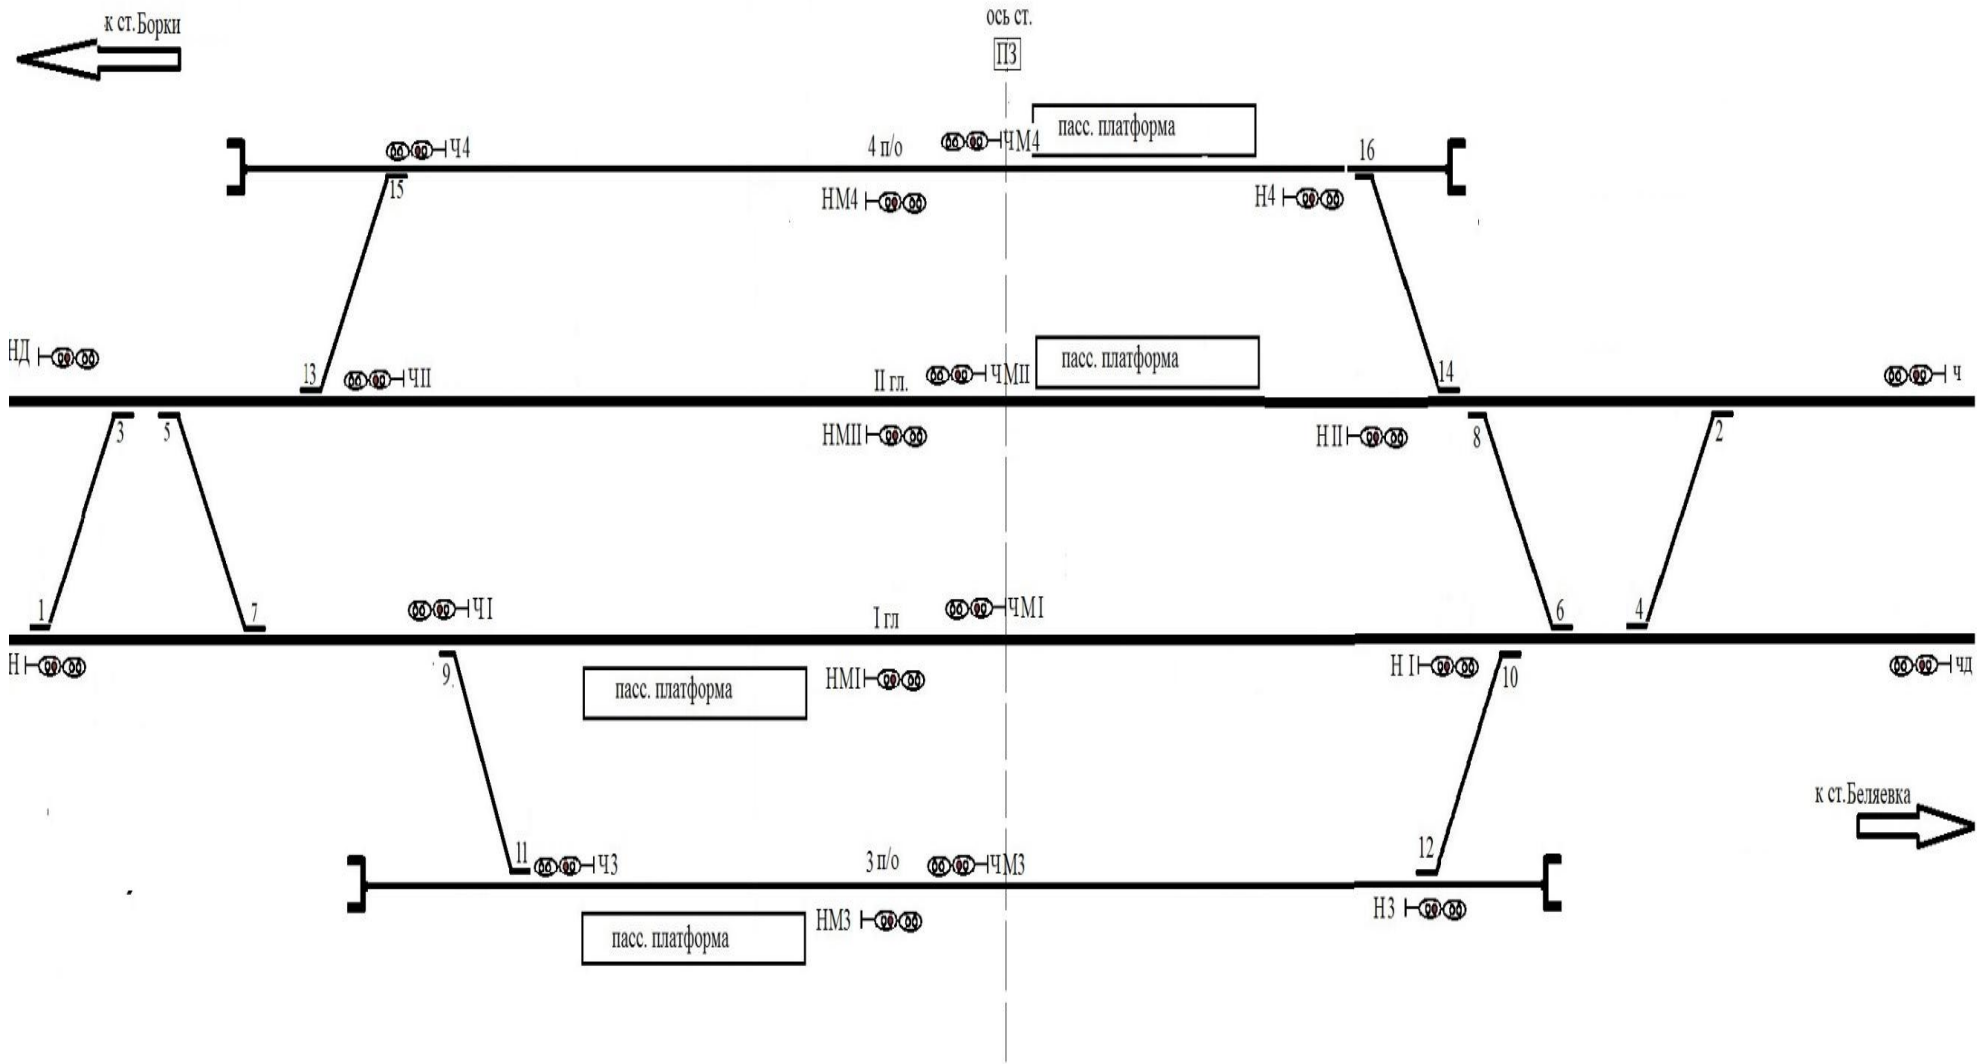 к ст.Борки
ось ст.
ПЗ
пасс. платформа
Ч4
4 п/о
ЧМ4
16
15
НМ4
Н4
НД
13
ЧII
II гл.
ЧМII
пасс. платформа
14
Ч
3
5
НМII
Н II
8
2
1
7
ЧI
I гл
ЧМI
6
4
Н
9
пасс. платформа
НМI
Н I
10
ЧД
к ст.Беляевка
11
Ч3
3 п/о
ЧМ3
12
НМ3
Н3
пасс. платформа